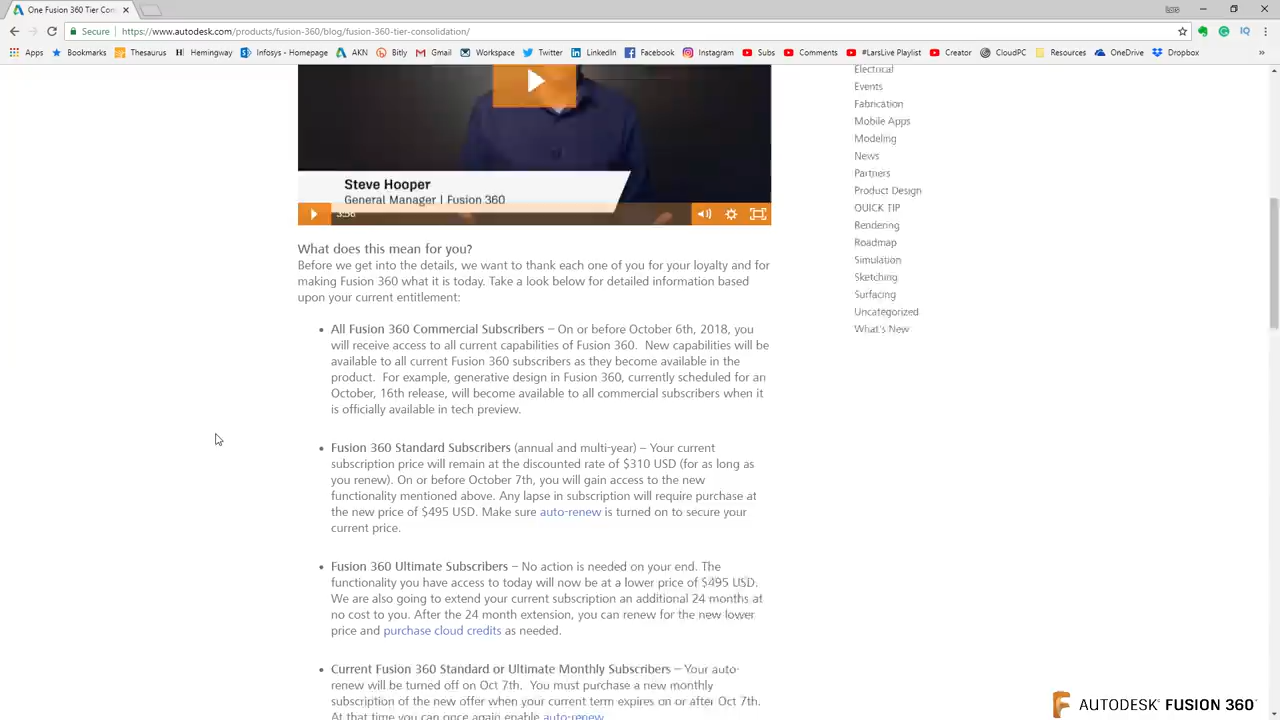 One Fusion 360 Tier Con
Secure
https://www.autodesk.com/products/fusion-360/blog/fusion-360-tier-consolidation/
Apps Bookmarks Thesaurus Hemingway Infosys - Homepage AKN Bitly Gmail Workspace Twitter LinkedIn Facebook Instagram Subs Comments #LarsLive Playlist Creator CloudPC Resources OneDrive Dropbox »
Steve Hooper
General Manager | Fusion 360
3:56
What does this mean for you?
Before we get into the details, we want to thank each one of you for your loyalty and for
making Fusion 360 what it is today. Take a look below for detailed information based
upon your current entitlement:
• All Fusion 360 Commercial Subscribers – On or before October 6th, 2018, you
will receive access to all current capabilities of Fusion 360. New capabilities will be
available to all current Fusion 360 subscribers as they become available in the
product. For example, generative design in Fusion 360, currently scheduled for an
October, 16th release, will become available to all commercial subscribers when it
is officially available in tech preview.
• Fusion 360 Standard Subscribers (annual and multi-year) – Your current
subscription price will remain at the discounted rate of $310 USD (for as long as
you renew). On or before October 7th, you will gain access to the new
functionality mentioned above. Any lapse in subscription will require purchase at
the new price of $495 USD. Make sure auto-renew is turned on to secure your
current price.
• Fusion 360 Ultimate Subscribers – No action is needed on your end. The
functionality you have access to today will now be at a lower price of $495 USD.
We are also going to extend your current subscription an additional 24 months at
no cost to you. After the 24 month extension, you can renew for the new lower
price and purchase cloud credits as needed.
• Current Fusion 360 Standard or Ultimate Monthly Subscribers – Your auto-
renew will be turned off on Oct 7th. You must purchase a new monthly
subscription of the new offer when your current term expires on or after Oct 7th.
At that time you can once again enable auto-renew
Electrical
Events
Fabrication
Mobile Apps
Modeling
News
Partners
Product Design
QUICK TIP
Rendering
Roadmap
Simulation
Sketching
Surfacing
Uncategorized
What's New
AUTODESK® FUSION 360™